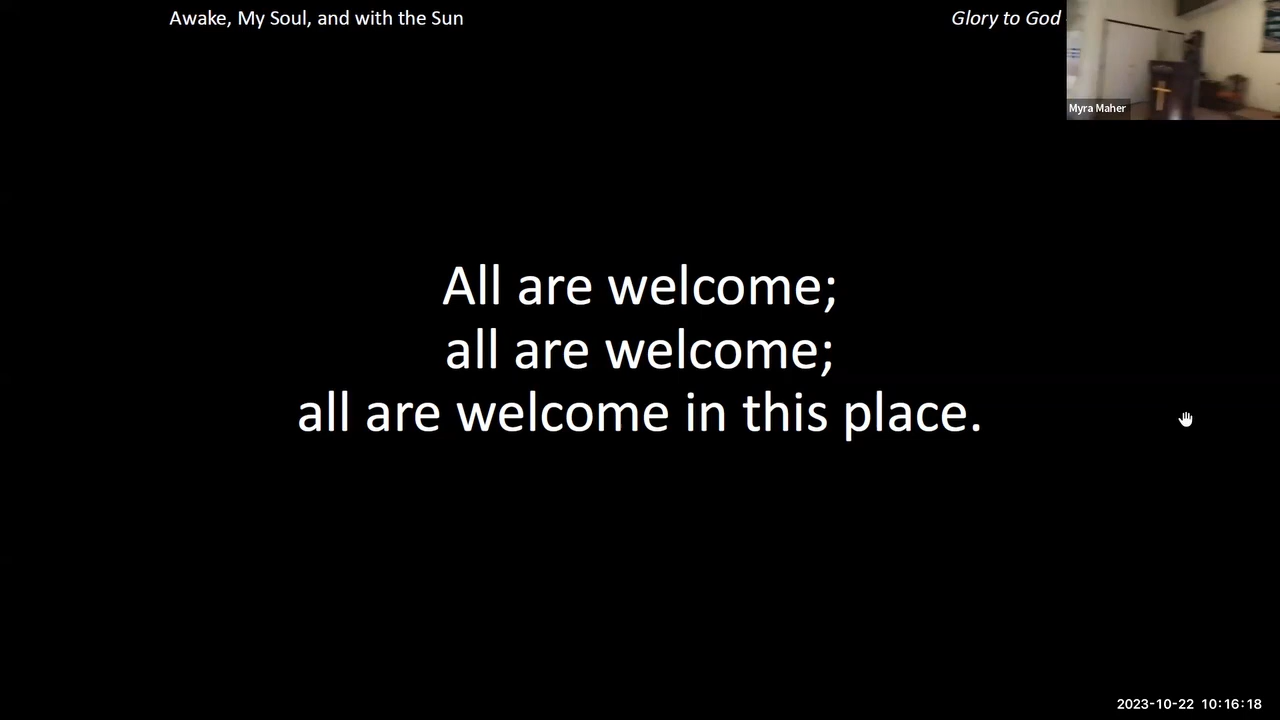 Awake, My Soul, and with the Sun
Glory to God
Myra Maher
All are welcome;
all are welcome;
all are welcome in this place.
2023-10-22 10:16:18